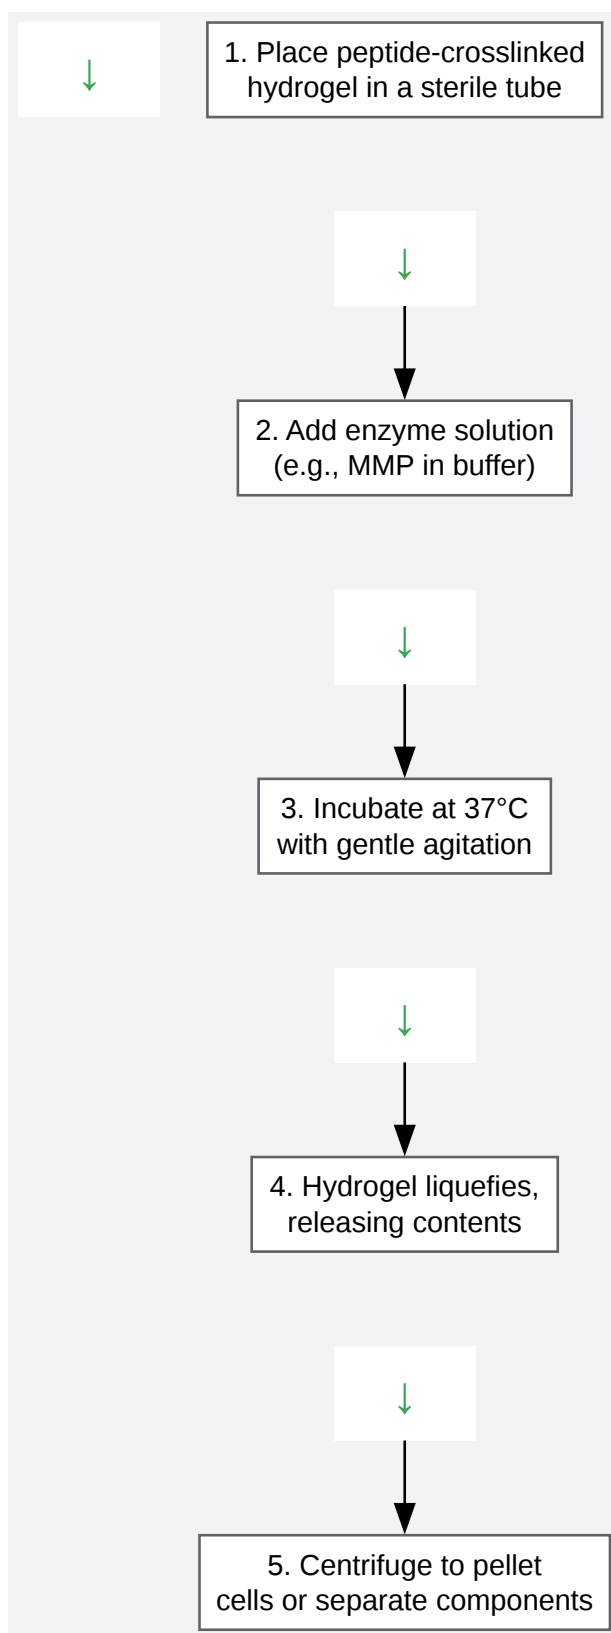 ↓
1. Place peptide-crosslinked
hydrogel in a sterile tube
↓
2. Add enzyme solution
(e.g., MMP in buffer)
↓
3. Incubate at 37°C
with gentle agitation
↓
4. Hydrogel liquefies,
releasing contents
↓
5. Centrifuge to pellet
cells or separate components